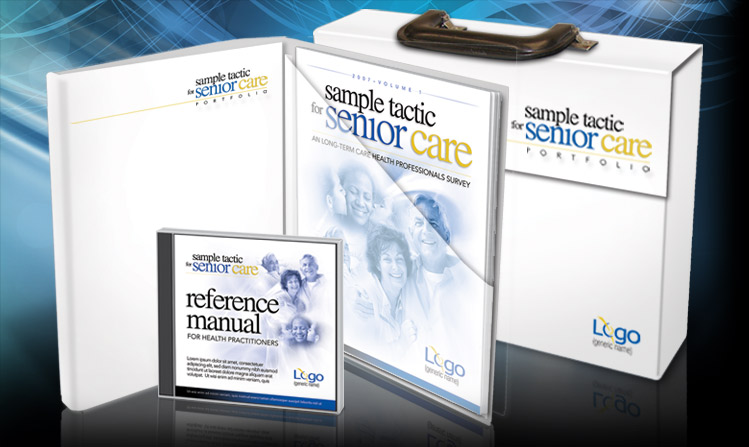 sample tactic
for senior care
PORTFOLIO
2007 • VOLUME 1
sample tactic
for senior care
AN LONG-TERM CARE HEALTH PROFESSIONALS SURVEY
Logo
(generic name)
sample tactic
for senior care
PORTFOLIO
Logo
(generic name)
sample tactic
for senior care
reference
manual
FOR HEALTH PRACTITIONERS
Lorem ipsum dolor sit amet, consectetuer
adipiscing elit, sed diam nonummy nibh euismod
tincidunt ut laoreet dolore magna aliquam erat
volutpat. Ut wisi enim ad minim veniam, quis
Logo
(generic name)